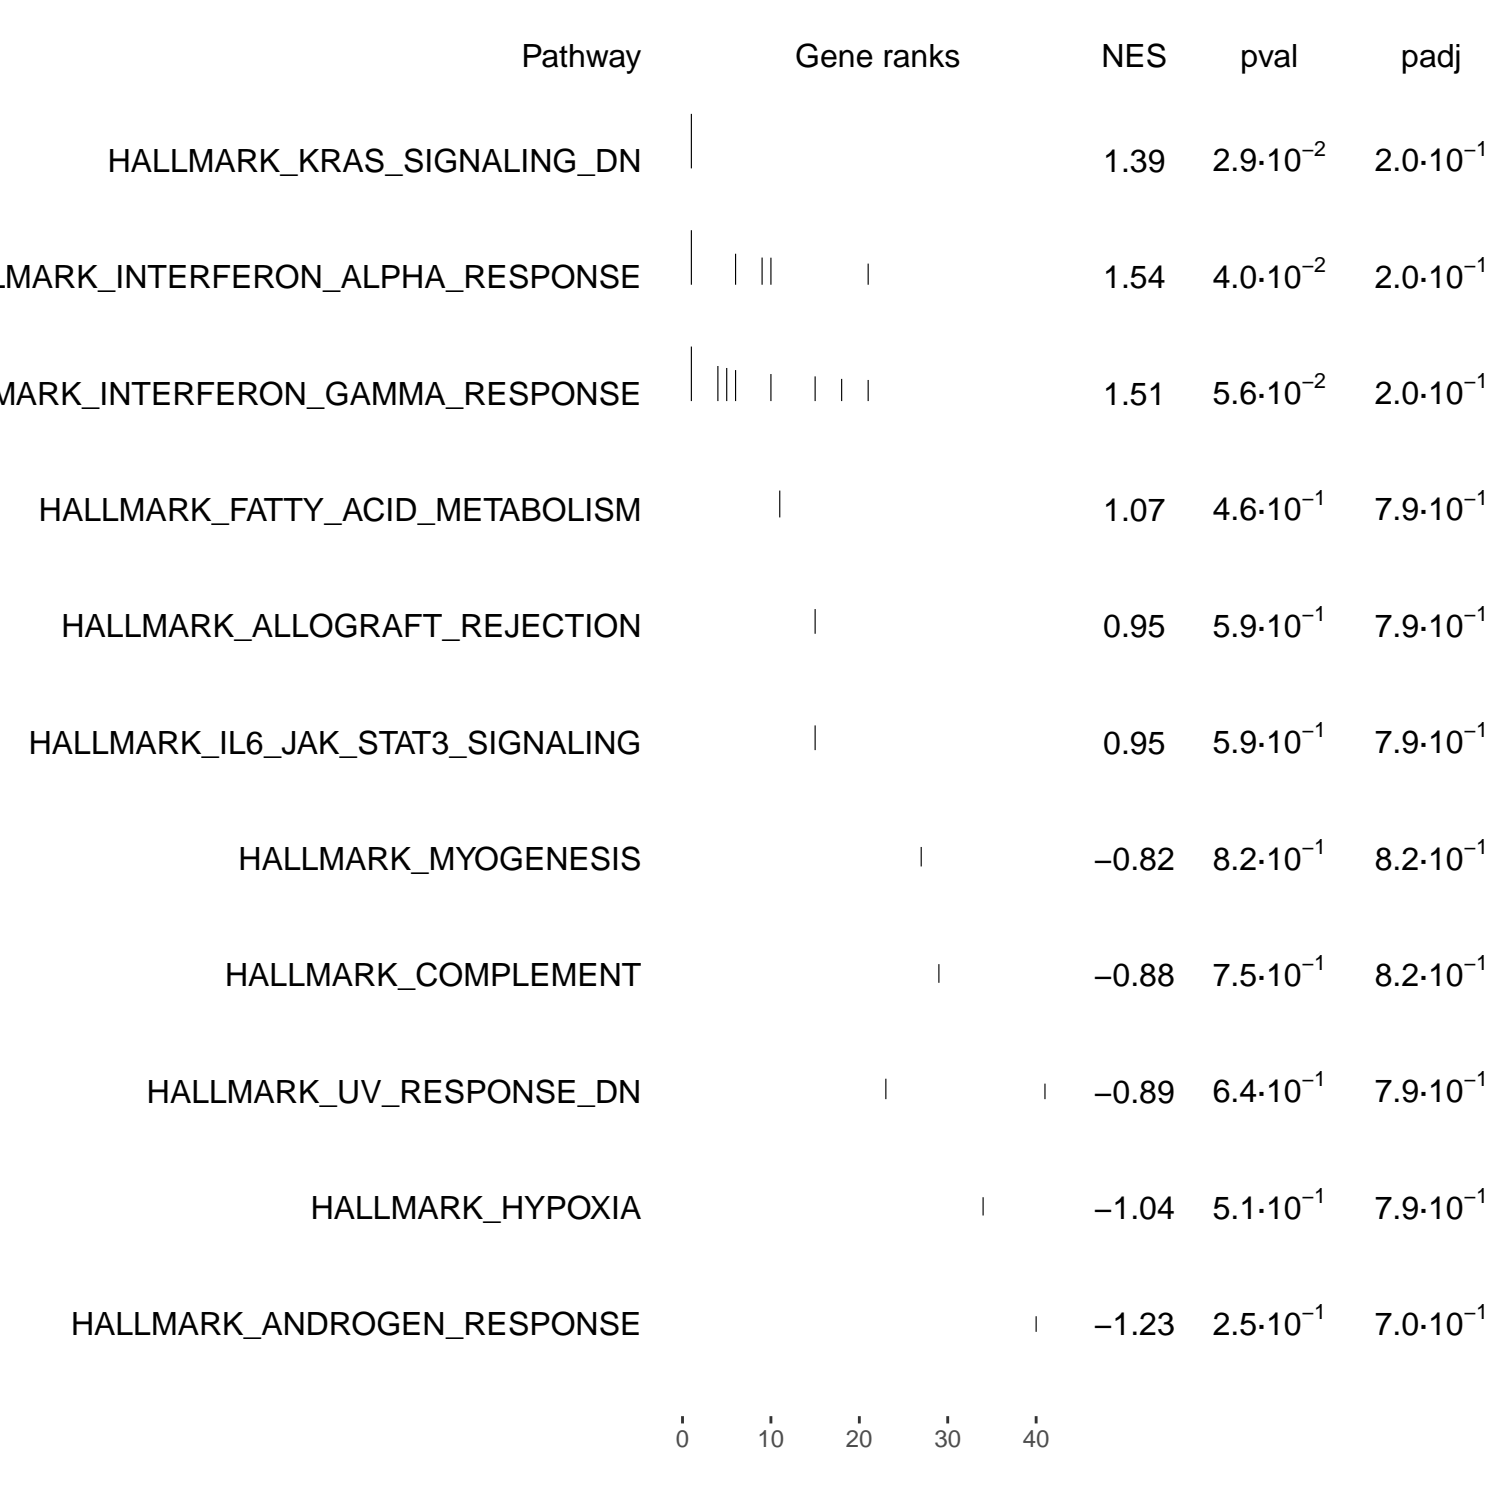 Pathway Gene ranks NES pval padj
HALLMARK_KRAS_SIGNALING_DN 1.39 2.9·10⁻² 2.0·10⁻¹
LMARK_INTERFERON_ALPHA_RESPONSE 1.54 4.0·10⁻² 2.0·10⁻¹
MARK_INTERFERON_GAMMA_RESPONSE 1.51 5.6·10⁻² 2.0·10⁻¹
HALLMARK_FATTY_ACID_METABOLISM 1.07 4.6·10⁻¹ 7.9·10⁻¹
HALLMARK_ALLOGRAFT_REJECTION 0.95 5.9·10⁻¹ 7.9·10⁻¹
HALLMARK_IL6_JAK_STAT3_SIGNALING 0.95 5.9·10⁻¹ 7.9·10⁻¹
HALLMARK_MYOGENESIS −0.82 8.2·10⁻¹ 8.2·10⁻¹
HALLMARK_COMPLEMENT −0.88 7.5·10⁻¹ 8.2·10⁻¹
HALLMARK_UV_RESPONSE_DN −0.89 6.4·10⁻¹ 7.9·10⁻¹
HALLMARK_HYPOXIA −1.04 5.1·10⁻¹ 7.9·10⁻¹
HALLMARK_ANDROGEN_RESPONSE −1.23 2.5·10⁻¹ 7.0·10⁻¹
0 10 20 30 40